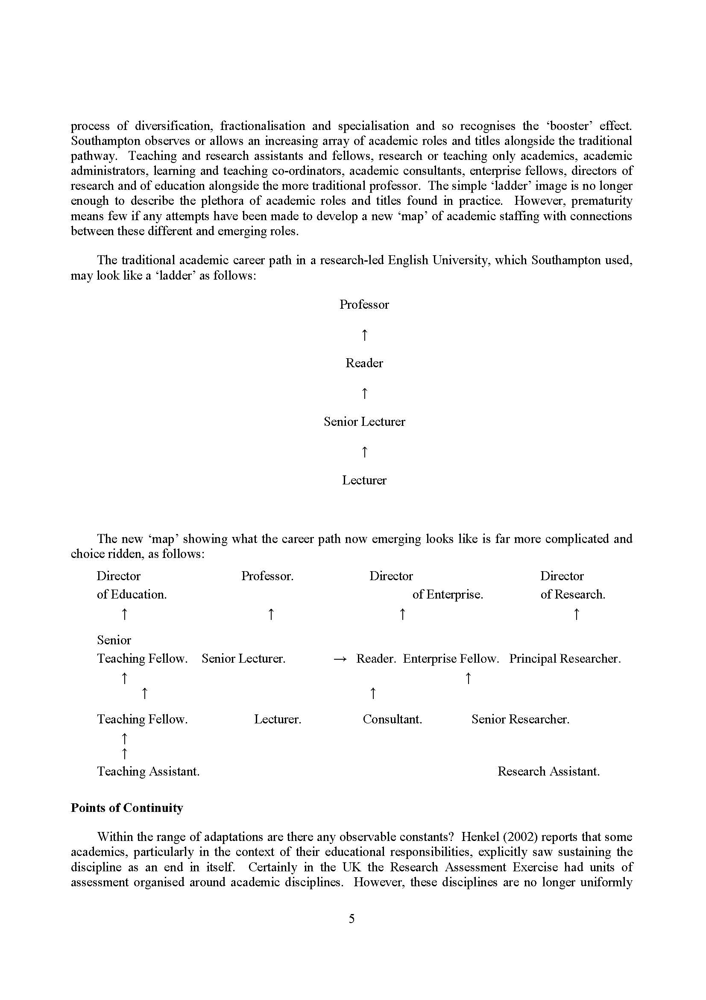 process of diversification, fractionalisation and specialisation and so recognises the ‘booster’ effect.
Southampton observes or allows an increasing array of academic roles and titles alongside the traditional
pathway.  Teaching and research assistants and fellows, research or teaching only academics, academic
administrators, learning and teaching co-ordinators, academic consultants, enterprise fellows, directors of
research and of education alongside the more traditional professor.  The simple ‘ladder’ image is no longer
enough to describe the plethora of academic roles and titles found in practice.  However, prematurity
means few if any attempts have been made to develop a new ‘map’ of academic staffing with connections
between these different and emerging roles.
The traditional academic career path in a research-led English University, which Southampton used,
may look like a ‘ladder’ as follows:
Professor
↑
Reader
↑
Senior Lecturer
↑
Lecturer
The new ‘map’ showing what the career path now emerging looks like is far more complicated and
choice ridden, as follows:
Director Professor. Director Director
of Education. of Enterprise. of Research.
↑ ↑ ↑ ↑
Senior
Teaching Fellow. Senior Lecturer. → Reader. Enterprise Fellow. Principal Researcher.
↑ ↑
↑ ↑
Teaching Fellow. Lecturer. Consultant. Senior Researcher.
↑
↑
Teaching Assistant. Research Assistant.
Points of Continuity
Within the range of adaptations are there any observable constants?  Henkel (2002) reports that some
academics, particularly in the context of their educational responsibilities, explicitly saw sustaining the
discipline as an end in itself.  Certainly in the UK the Research Assessment Exercise had units of
assessment organised around academic disciplines.  However, these disciplines are no longer uniformly
5